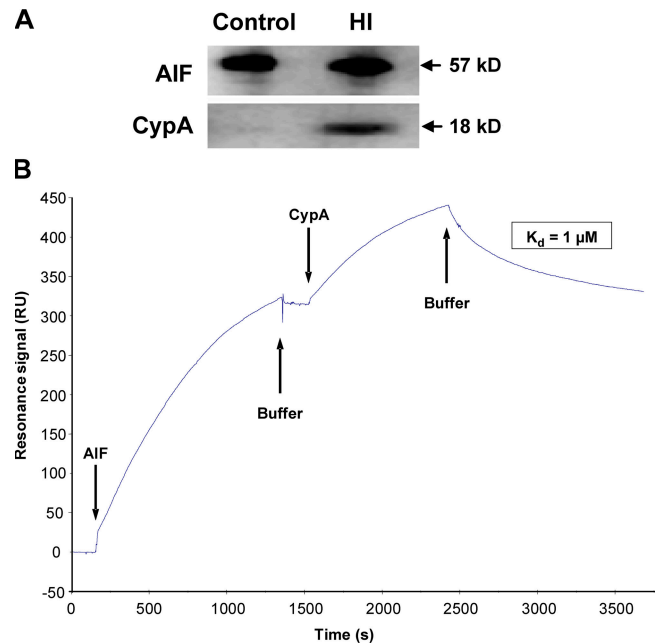 A
Control HI
AIF
57 kD
CypA
18 kD
B
450
400
350
300
250
200
150
100
50
0
-50
Resonance signal (RU)
CypA
K_d = 1 µM
Buffer
Buffer
AIF
0 500 1000 1500 2000 2500 3000 3500
Time (s)